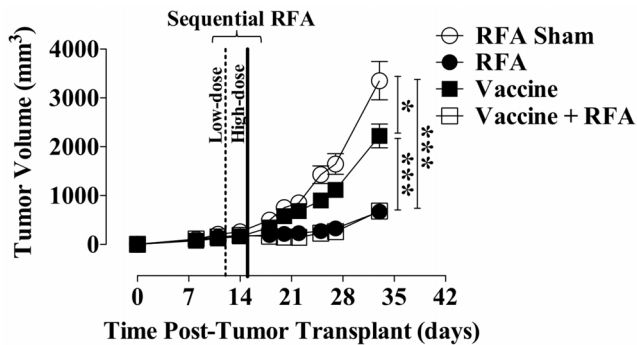 Sequential RFA
Low-dose
High-dose
RFA Sham
RFA
Vaccine
Vaccine + RFA
Tumor Volume (mm³)
4000
3000
2000
1000
0
*
***
***
0 7 14 21 28 35 42
Time Post-Tumor Transplant (days)